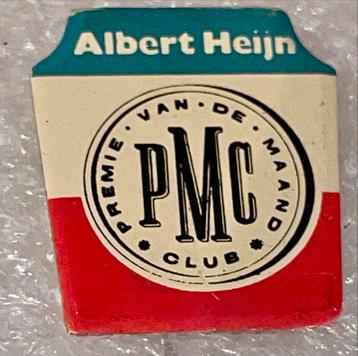 Albert Heijn
PREMIE · VAN · DE · MAAND
PMC
* CLUB *